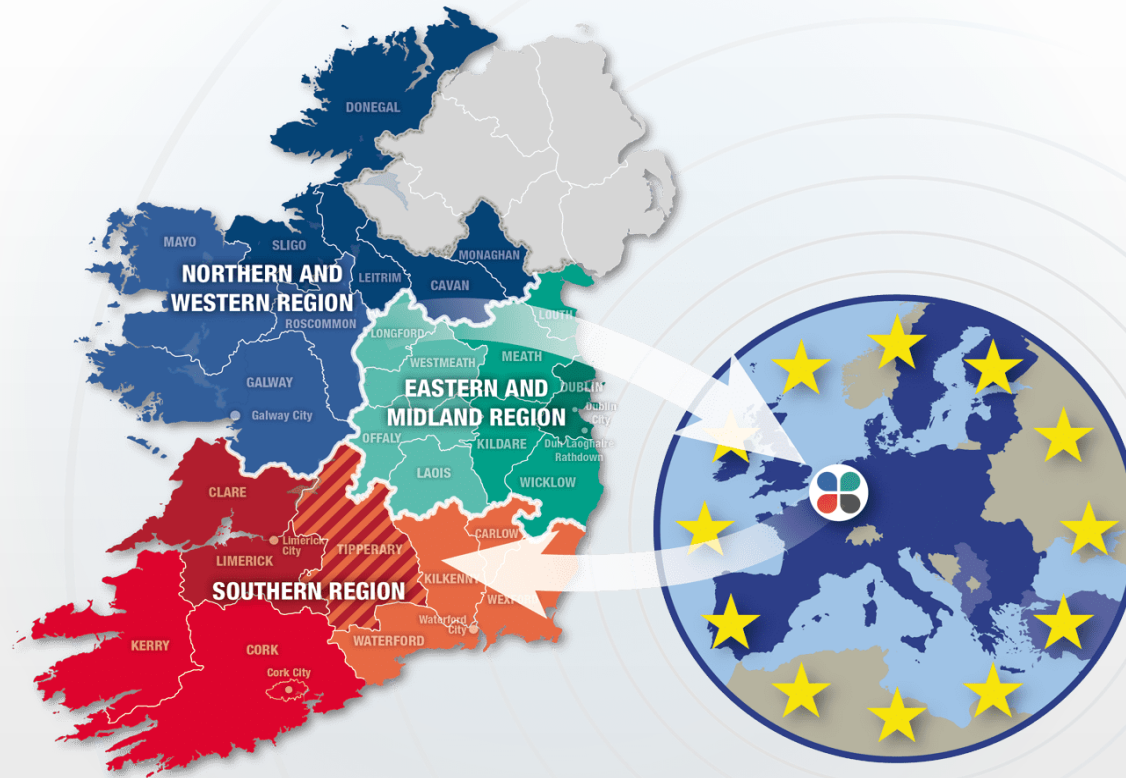 DONEGAL
MAYO
SLIGO
MONAGHAN
LEITRIM
CAVAN
NORTHERN AND
WESTERN REGION
ROSCOMMON
LOUTH
LONGFORD
WESTMEATH
MEATH
GALWAY
Galway City
EASTERN AND
MIDLAND REGION
DUBLIN
Dublin
City
OFFALY
KILDARE
Dun Laoghaire
Rathdown
LAOIS
WICKLOW
CLARE
CARLOW
Limerick
City
TIPPERARY
LIMERICK
KILKENNY
SOUTHERN REGION
WEXFORD
Waterford
City
WATERFORD
KERRY
CORK
Cork City